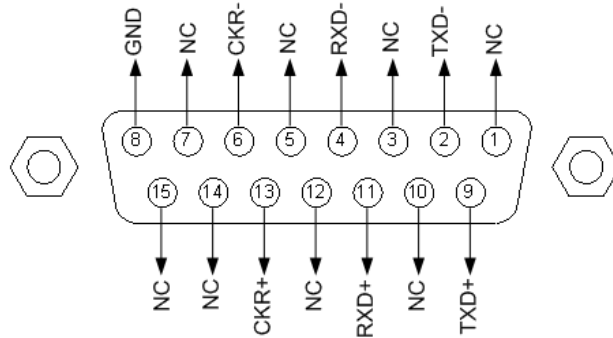 GND NC CKR- NC RXD- NC TXD- NC
8 7 6 5 4 3 2 1
15 14 13 12 11 10 9
NC NC CKR+ NC RXD+ NC TXD+